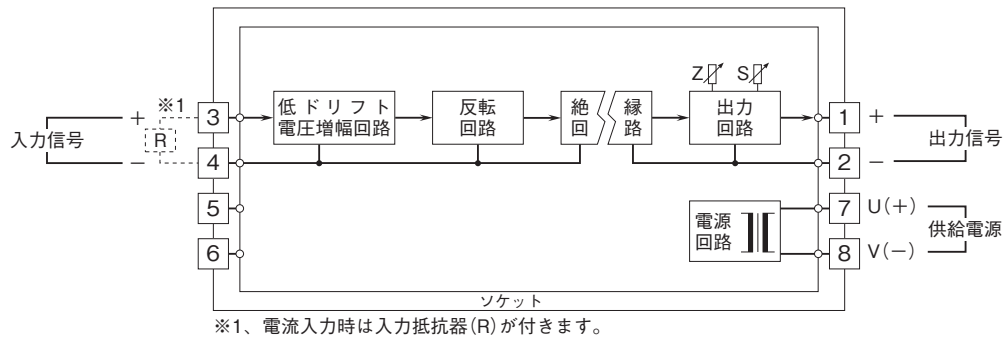 Z S
※1
3
低ドリフト
電圧増幅回路
反転
回路
絶縁
回路
出力
回路
1 +
入力信号
+
R
−
4
2 −
出力信号
5
6
電源
回路
7 U(+)
8 V(−)
供給電源
ソケット
※1、電流入力時は入力抵抗器(R)が付きます。